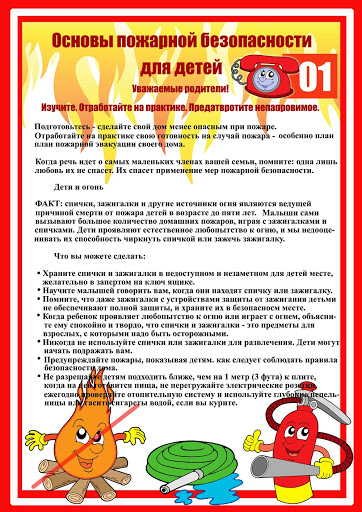 Основы пожарной безопасности
для детей
01
Уважаемые родители!
Изучите. Отработайте на практике. Предатвротите непапровимое.
Подготовьтесь - сделайте свой дом менее опасным при пожаре.
Отработайте на практике свою готовность на случай пожара - особенно план
план пожарной эвакуации своего дома.
Когда речь идет о самых маленьких членах вашей семьи, помните: одна лишь
любовь их не спасет. Их спасет применение мер пожарной безопасности.
Дети и огонь
ФАКТ: спички, зажигалки и другие источники огня являются ведущей
причиной смерти от пожара детей в возрасте до пяти лет. Малыши сами
вызывают большое количество домашних пожаров, играя с зажигалками и
спичками. Дети проявляют естественное любопытство к огню, и мы недооце-
нивать их способность чиркнуть спичкой или зажечь зажигалку.
Что вы можете сделать:
• Храните спички и зажигалки в недоступном и незаметном для детей месте,
желательно в запертом на ключ ящике.
• Научите малышей говорить вам, когда они находят спичку или зажигалку.
• Помните, что даже зажигалки с устройствами защиты от зажигания детьми
не обеспечивают полной защиты, и храните их в безопасном месте.
• Когда ребенок проявляет любопытство к огню или играет с огнем, объясни-
те ему спокойно и твердо, что спички и зажигалки - это предметы для
взрослых, с которыми надо быть осторожными.
• Никогда не используйте спички или зажигалки для развлечения. Дети могут
начать подражать вам.
• Предупреждайте пожары, показывая детям. как следует соблюдать правила
безопасности дома.
• Не разрешайте детям подходить ближе, чем на 1 метр (3 фута) к плите,
когда на ней готовится пища, не перегружайте электрические розетки,
ежегодно проверяйте отопительную систему и используйте глубокие пепель-
ницы или гасите сигареты водой, если вы курите.